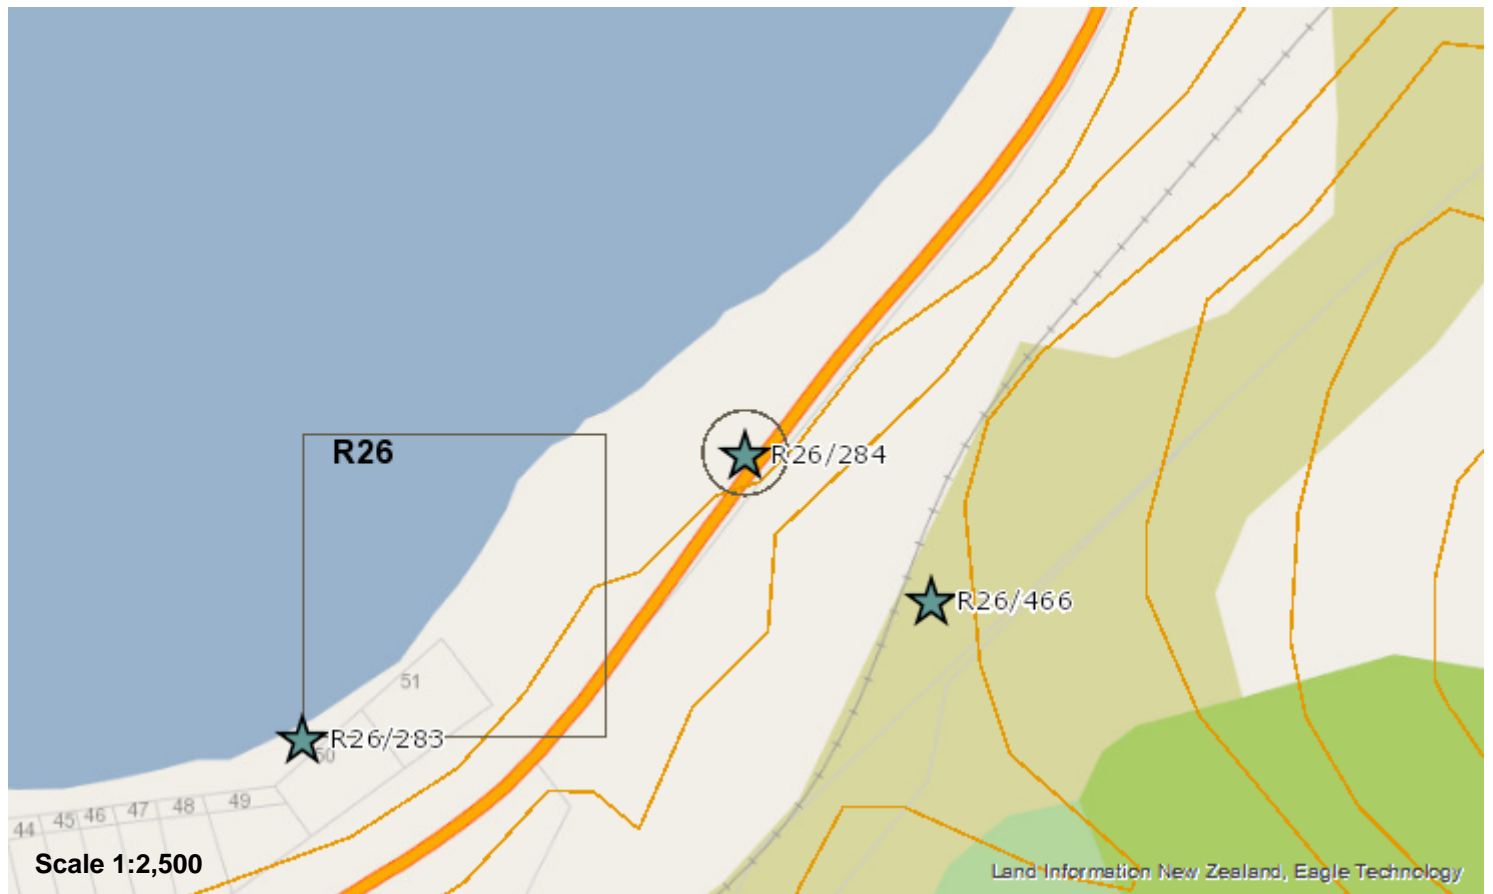 R26
R26/284
R26/466
51
R26/283
50
49
48
47
46
45
44
Scale 1:2,500
Land Information New Zealand, Eagle Technology